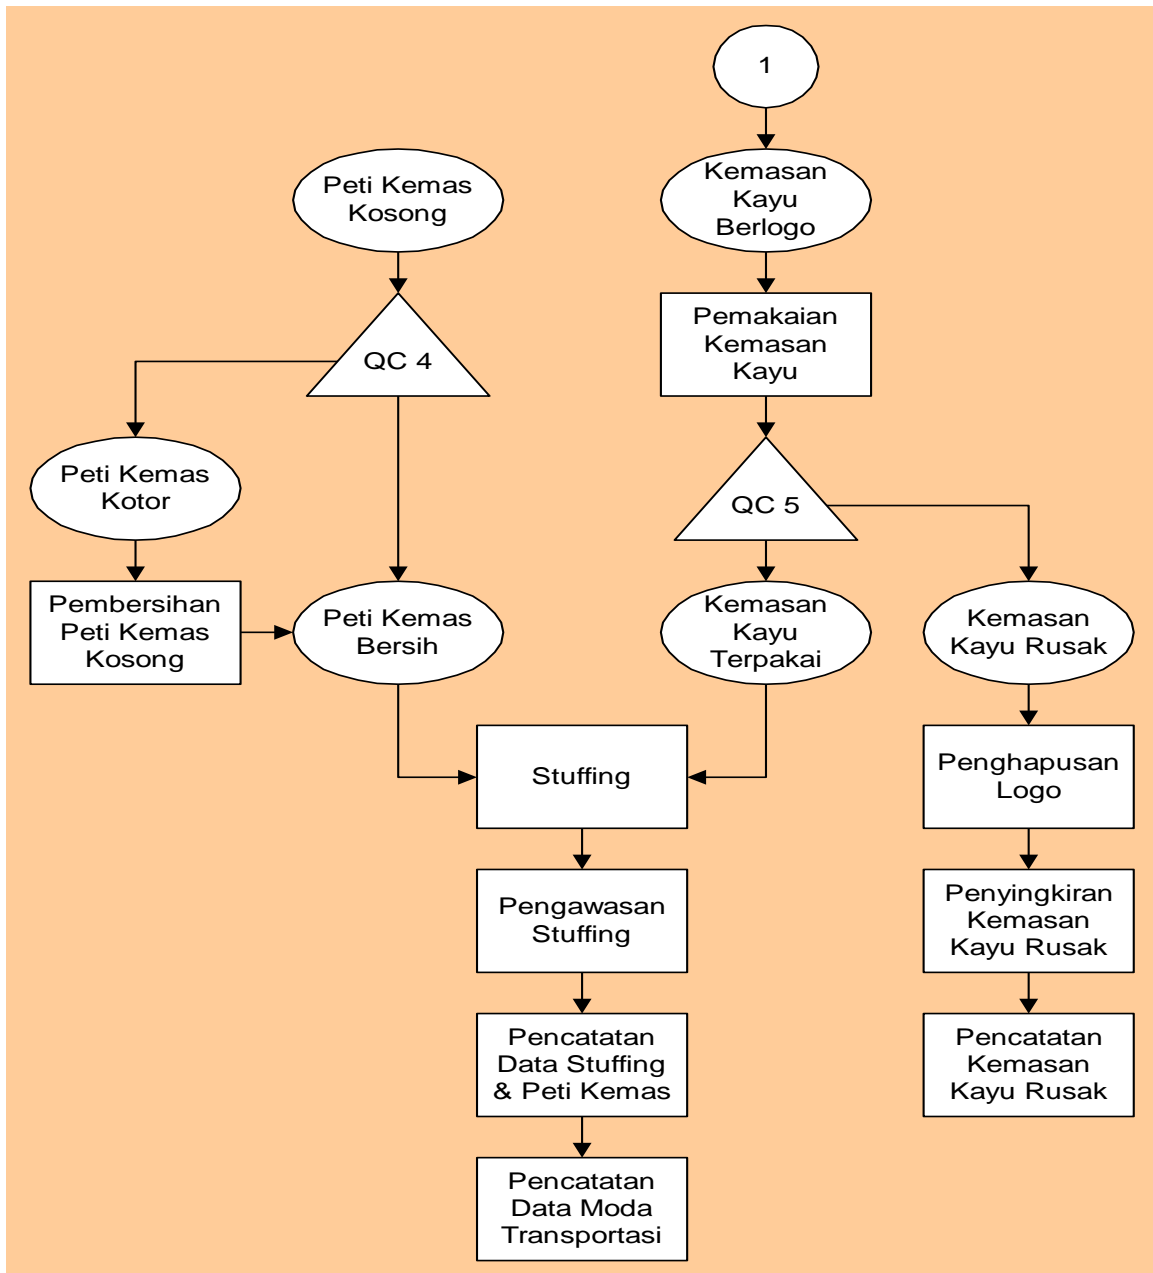 1
Peti Kemas
Kosong
Kemasan
Kayu
Berlogo
QC 4
Pemakaian
Kemasan
Kayu
Peti Kemas
Kotor
QC 5
Pembersihan
Peti Kemas
Kosong
Peti Kemas
Bersih
Kemasan
Kayu
Terpakai
Kemasan
Kayu Rusak
Stuffing
Penghapusan
Logo
Pengawasan
Stuffing
Penyingkiran
Kemasan
Kayu Rusak
Pencatatan
Data Stuffing
& Peti Kemas
Pencatatan
Kemasan
Kayu Rusak
Pencatatan
Data Moda
Transportasi